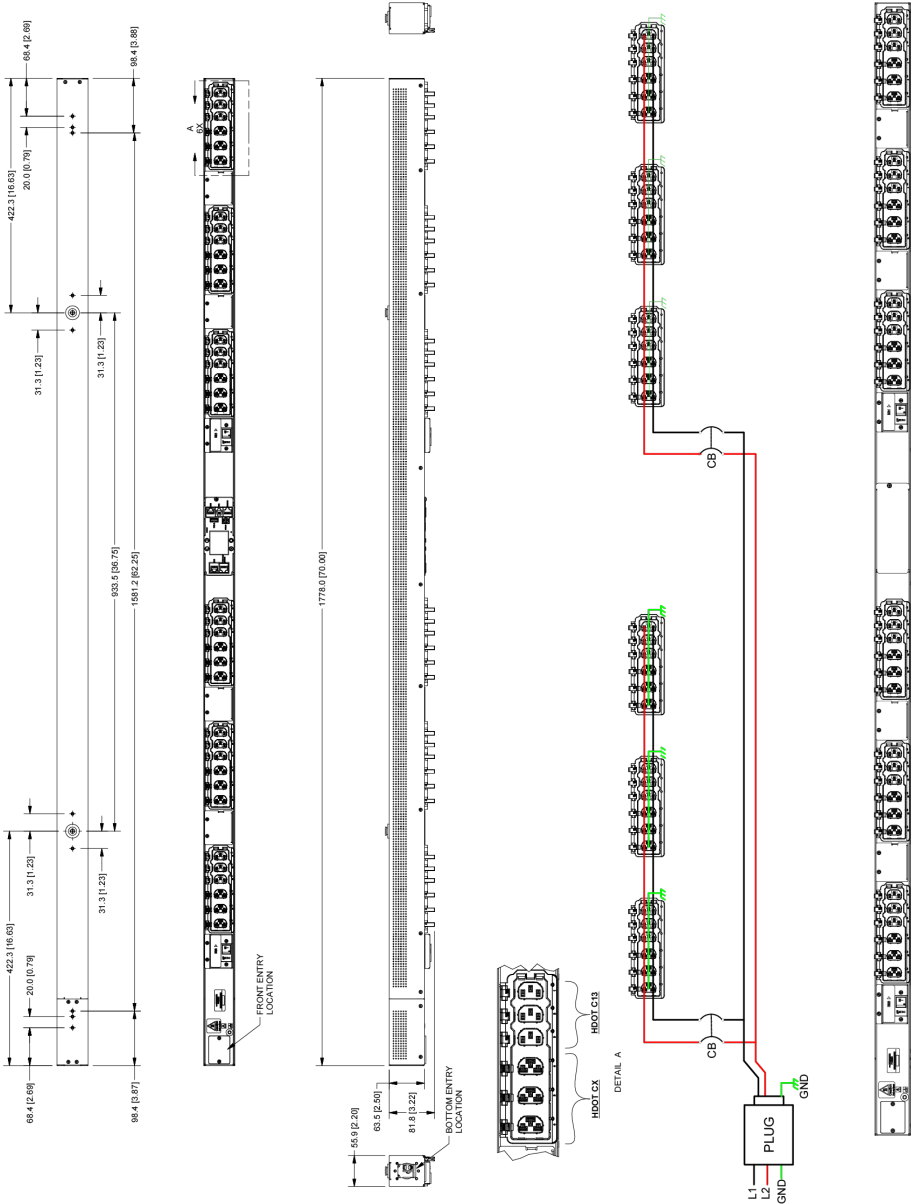 68.4 [2.69]
98.4 [3.88]
422.3 [16.63]
20.0 [0.79]
31.3 [1.23]
31.3 [1.23]
933.5 [36.75]
1581.2 [62.25]
31.3 [1.23]
31.3 [1.23]
422.3 [16.63]
20.0 [0.79]
68.4 [2.69]
98.4 [3.87]
A
6X
FRONT ENTRY
LOCATION
1778.0 [70.00]
63.5 [2.50]
81.8 [3.22]
55.9 [2.20]
BOTTOM ENTRY
LOCATION
HDOT C13
HDOT CX
DETAIL A
CB
CB
PLUG
GND
L1
L2
GND